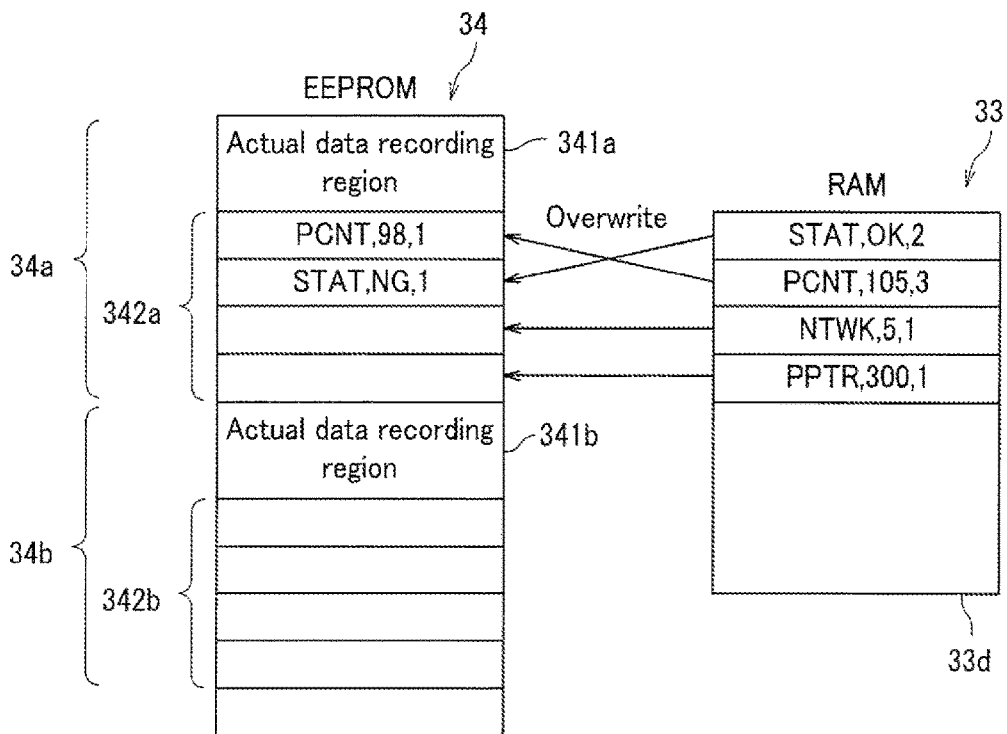 34
EEPROM
33
Actual data recording
region
341a
RAM
Overwrite
PCNT,98,1
STAT,OK,2
34a
STAT,NG,1
PCNT,105,3
342a
NTWK,5,1
PPTR,300,1
Actual data recording
region
341b
34b
342b
33d